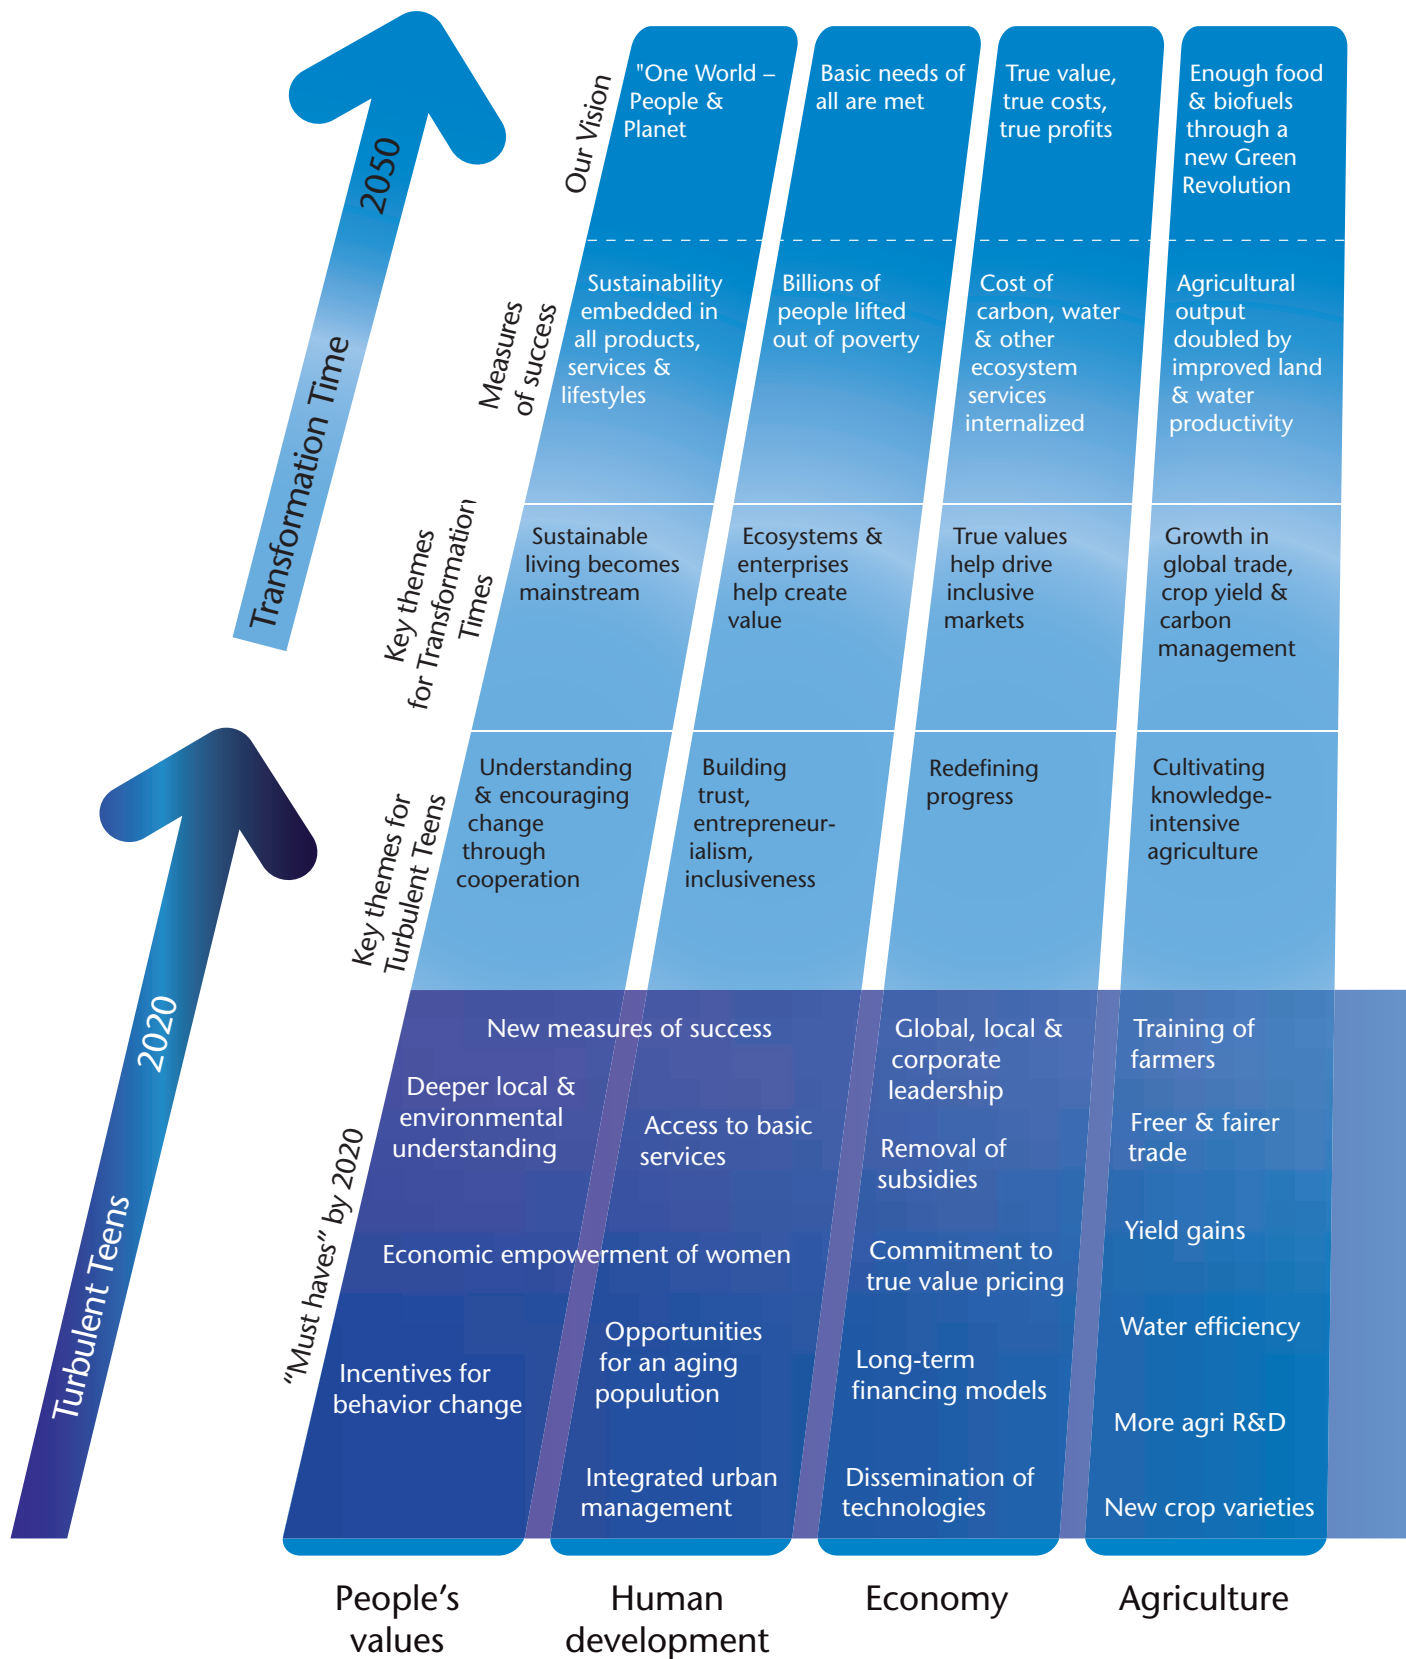 2050
Transformation Time
2020
Turbulent Teens
Our Vision
"One World –
People &
Planet
Basic needs of
all are met
True value,
true costs,
true profits
Enough food
& biofuels
through a
new Green
Revolution
Measures
of success
Sustainability
embedded in
all products,
services &
lifestyles
Billions of
people lifted
out of poverty
Cost of
carbon, water
& other
ecosystem
services
internalized
Agricultural
output
doubled by
improved land
& water
productivity
Key themes
for Transformation
Times
Sustainable
living becomes
mainstream
Ecosystems &
enterprises
help create
value
True values
help drive
inclusive
markets
Growth in
global trade,
crop yield &
carbon
management
Key themes for
Turbulent Teens
Understanding
& encouraging
change
through
cooperation
Building
trust,
entrepreneur-
ialism,
inclusiveness
Redefining
progress
Cultivating
knowledge-
intensive
agriculture
“Must haves” by 2020
New measures of success
Deeper local &
environmental
understanding
Access to basic
services
Economic empowerment of women
Incentives for
behavior change
Opportunities
for an aging
populution
Integrated urban
management
Global, local &
corporate
leadership
Removal of
subsidies
Commitment to
true value pricing
Long-term
financing models
Dissemination of
technologies
Training of
farmers
Freer & fairer
trade
Yield gains
Water efficiency
More agri R&D
New crop varieties
People’s
values
Human
development
Economy
Agriculture